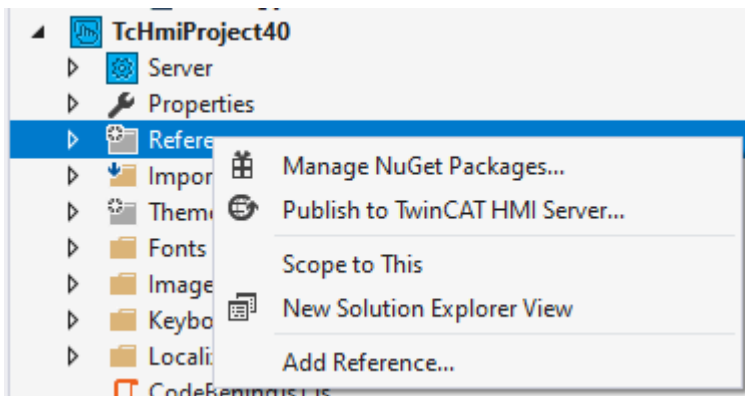 TcHmiProject40
Server
Properties
Refere
Manage NuGet Packages...
Impor
Publish to TwinCAT HMI Server...
Them
Fonts
Scope to This
Image
New Solution Explorer View
Keybo
Locali
Add Reference...